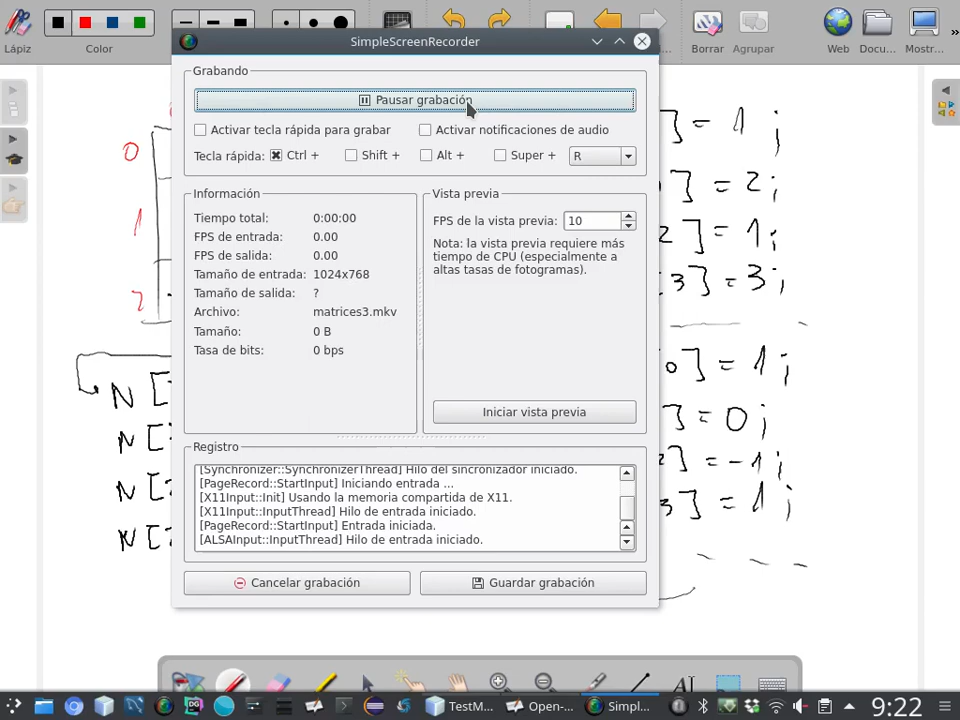 Lápiz
Color
Borrar
Agrupar
Web
Docu...
Mostr...
SimpleScreenRecorder
Grabando
Pausar grabación
Activar tecla rápida para grabar
Activar notificaciones de audio
Tecla rápida: Ctrl + Shift + Alt + Super + R
Información
Tiempo total: 0:00:00
FPS de entrada: 0.00
FPS de salida: 0.00
Tamaño de entrada: 1024x768
Tamaño de salida: ?
Archivo: matrices3.mkv
Tamaño: 0 B
Tasa de bits: 0 bps
Vista previa
FPS de la vista previa: 10
Nota: la vista previa requiere más
tiempo de CPU (especialmente a
altas tasas de fotogramas).
Iniciar vista previa
Registro
[Synchronizer::SynchronizerThread] Hilo del sincronizador iniciado.
[PageRecord::StartInput] Iniciando entrada ...
[X11Input::Init] Usando la memoria compartida de X11.
[X11Input::InputThread] Hilo de entrada iniciado.
[PageRecord::StartInput] Entrada iniciada.
[ALSAInput::InputThread] Hilo de entrada iniciado.
Cancelar grabación
Guardar grabación
0
1
2
] = 1;
] = 2;
2] = 1;
[3] = 3;
0] = 1;
] = 0;
2] = -1;
3] = 1;
N [
N [
N [
N [
TestM...
Open-...
Simpl...
9:22